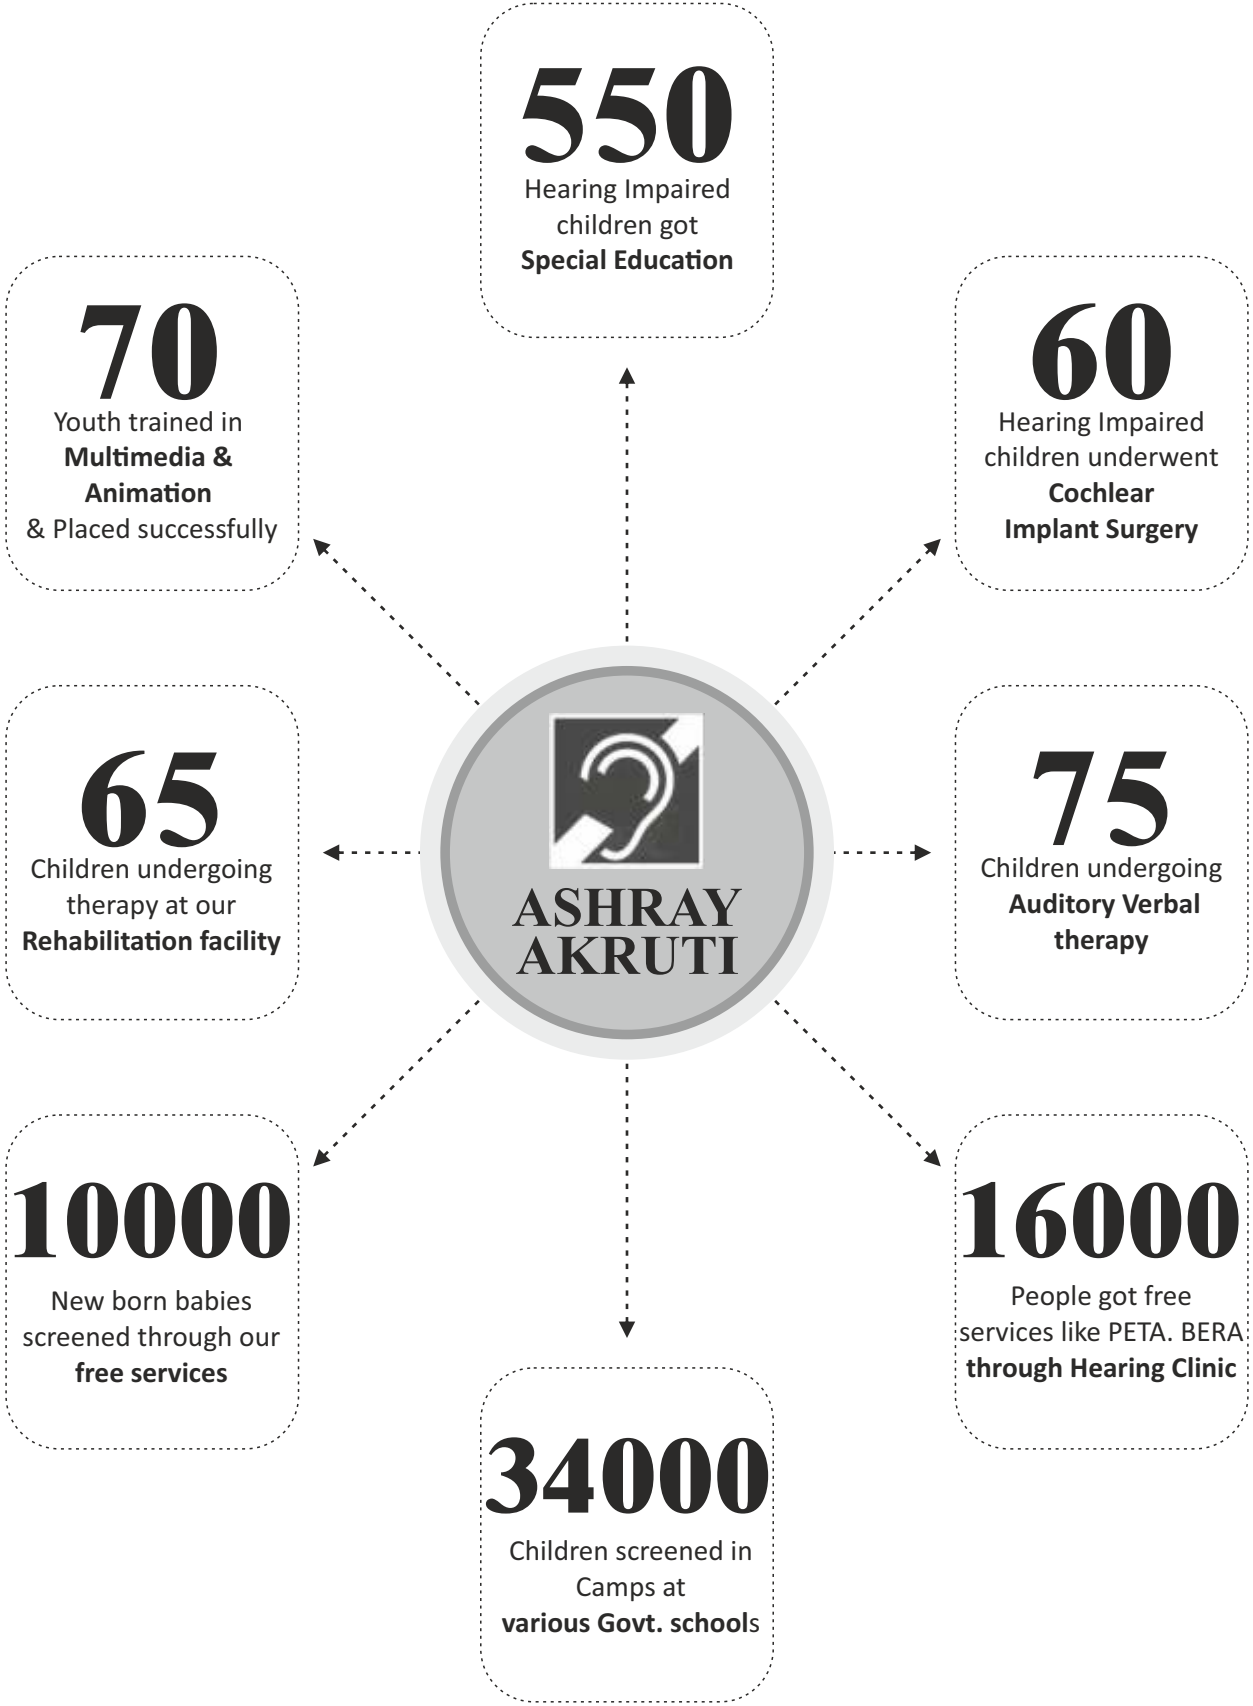 550
Hearing Impaired
children got
Special Education
70
Youth trained in
Multimedia &
Animation
& Placed successfully
60
Hearing Impaired
children underwent
Cochlear
Implant Surgery
65
Children undergoing
therapy at our
Rehabilitation facility
ASHRAY
AKRUTI
75
Children undergoing
Auditory Verbal
therapy
10000
New born babies
screened through our
free services
16000
People got free
services like PETA. BERA
through Hearing Clinic
34000
Children screened in
Camps at
various Govt. schools